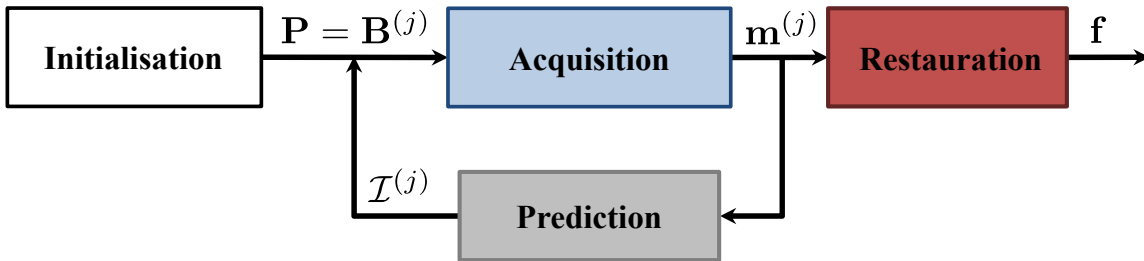 Initialisation
P = B^(j)
Acquisition
m^(j)
Restauration
f
I^(j)
Prediction